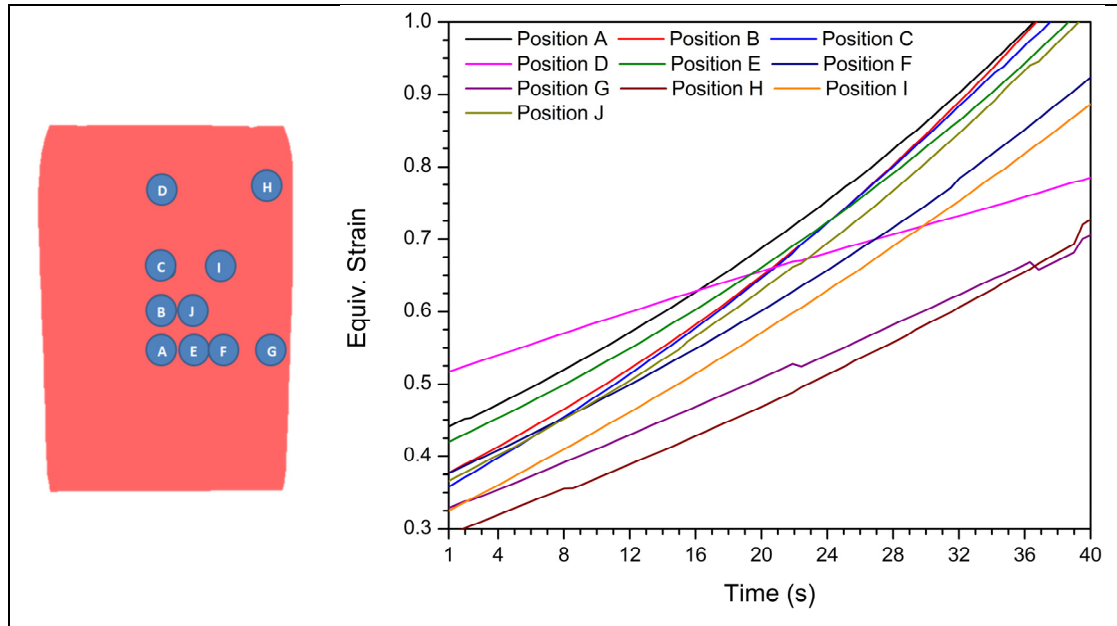 D
H
C
I
B
J
A
E
F
G
1.0
0.9
0.8
0.7
0.6
0.5
0.4
0.3
Equiv. Strain
Position A Position B Position C
Position D Position E Position F
Position G Position H Position I
Position J
1 4 8 12 16 20 24 28 32 36 40
Time (s)